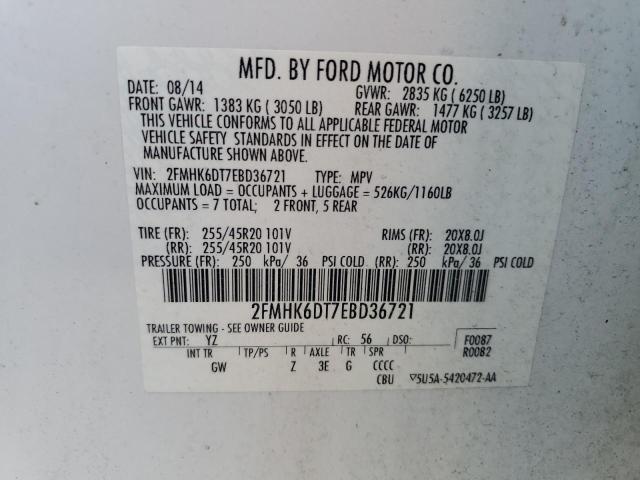 MFD. BY FORD MOTOR CO.
DATE: 08/14 GVWR: 2835 KG ( 6250 LB)
FRONT GAWR: 1383 KG ( 3050 LB) REAR GAWR: 1477 KG ( 3257 LB)
THIS VEHICLE CONFORMS TO ALL APPLICABLE FEDERAL MOTOR
VEHICLE SAFETY STANDARDS IN EFFECT ON THE DATE OF
MANUFACTURE SHOWN ABOVE.
VIN: 2FMHK6DT7EBD36721 TYPE: MPV
MAXIMUM LOAD = OCCUPANTS + LUGGAGE = 526KG/1160LB
OCCUPANTS = 7 TOTAL; 2 FRONT, 5 REAR
TIRE (FR): 255/45R20 101V RIMS (FR): 20X8.0J
(RR): 255/45R20 101V (RR): 20X8.0J
PRESSURE (FR): 250 kPa/ 36 PSI COLD (RR): 250 kPa/ 36 PSI COLD
2FMHK6DT7EBD36721
TRAILER TOWING - SEE OWNER GUIDE
EXT PNT: YZ RC: 56 DSO: F0087
R0082
INT TR TP/PS R AXLE TR SPR
GW Z 3E G CCCC
CBU ▽5U5A-5420472-AA